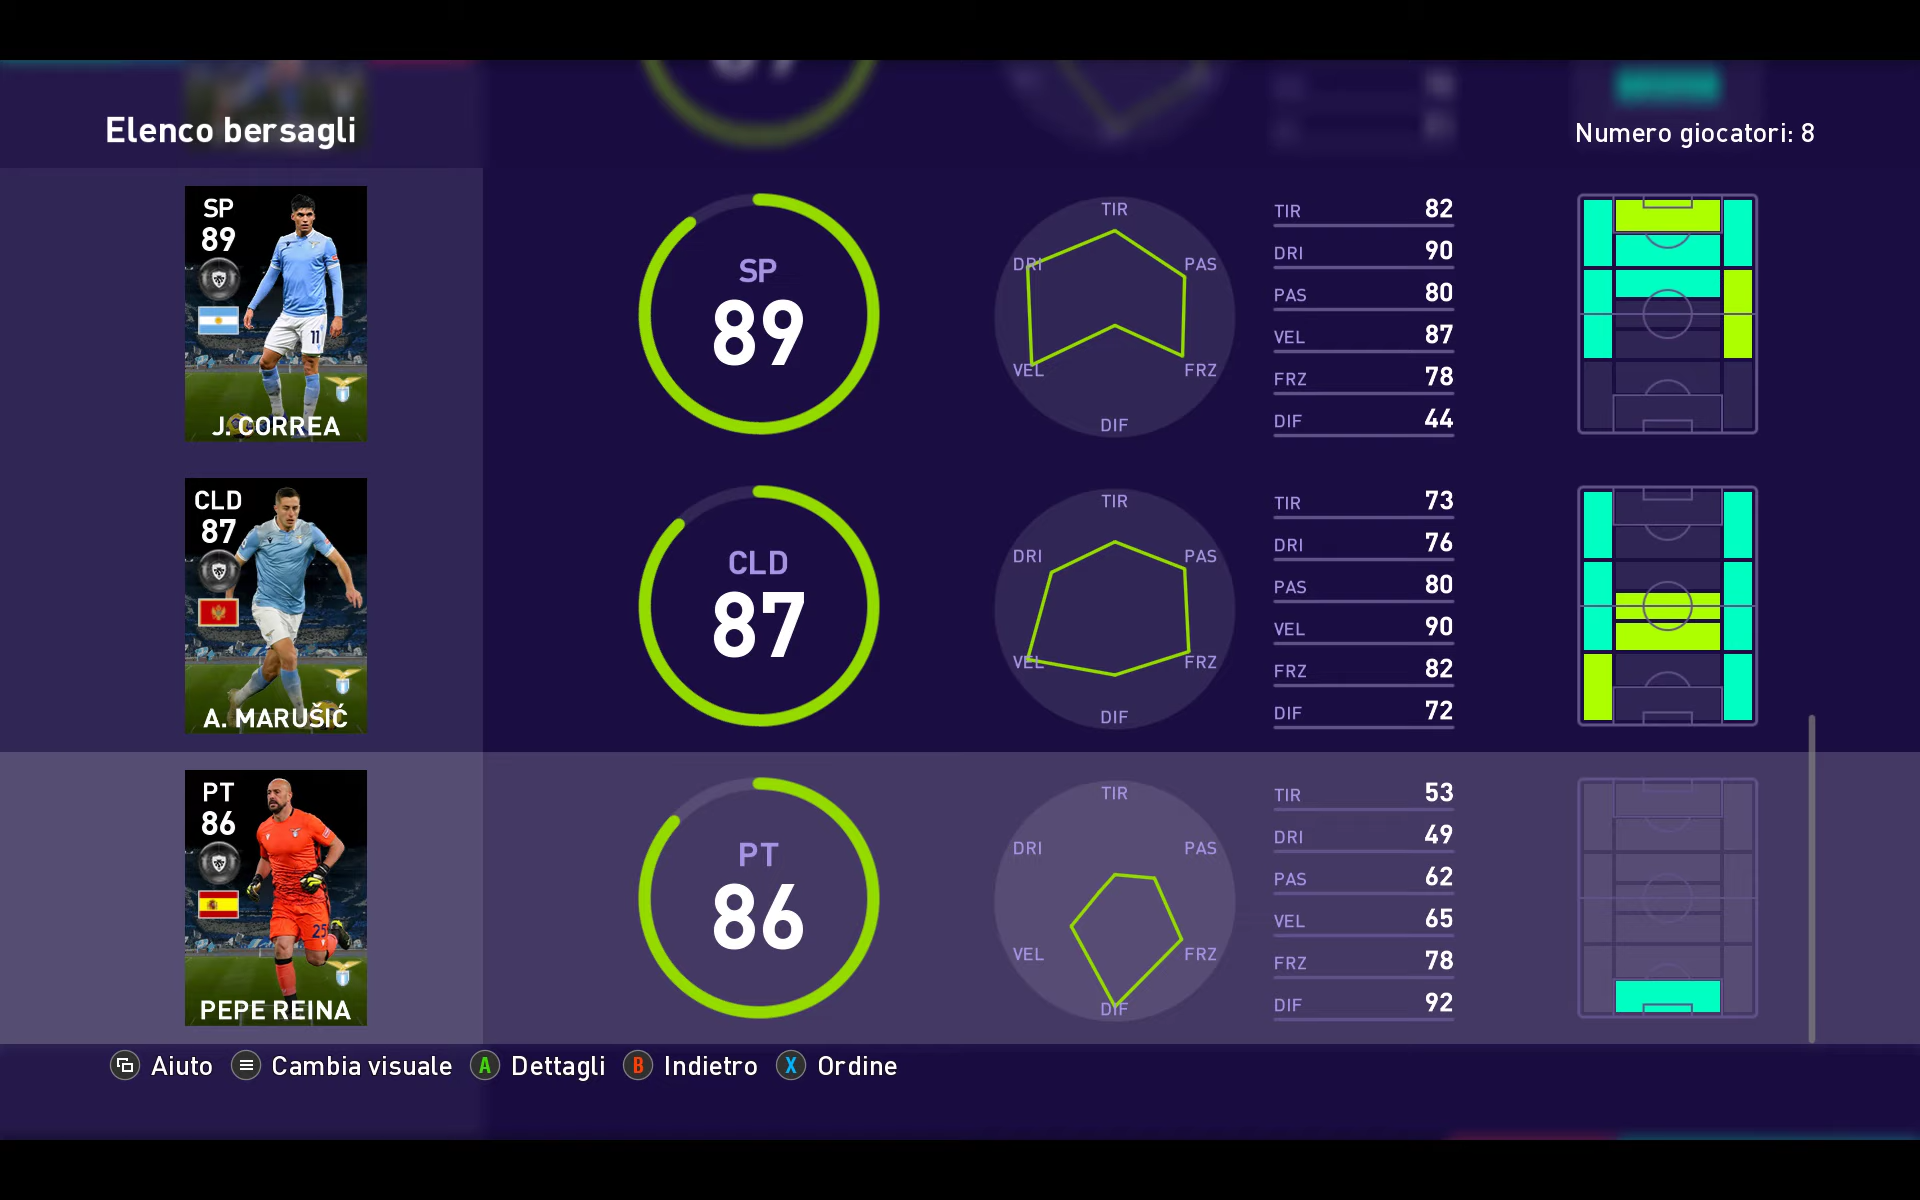 Elenco bersagli
Numero giocatori: 8
SP
89
11
J. CORREA
SP
89
TIR
DRI
PAS
VEL
FRZ
DIF
TIR 82
DRI 90
PAS 80
VEL 87
FRZ 78
DIF 44
CLD
87
A. MARUŠIĆ
CLD
87
TIR
DRI
PAS
VEL
FRZ
DIF
TIR 73
DRI 76
PAS 80
VEL 90
FRZ 82
DIF 72
PT
86
25
PEPE REINA
PT
86
TIR
DRI
PAS
VEL
FRZ
DIF
TIR 53
DRI 49
PAS 62
VEL 65
FRZ 78
DIF 92
Aiuto
Cambia visuale
A Dettagli
B Indietro
X Ordine